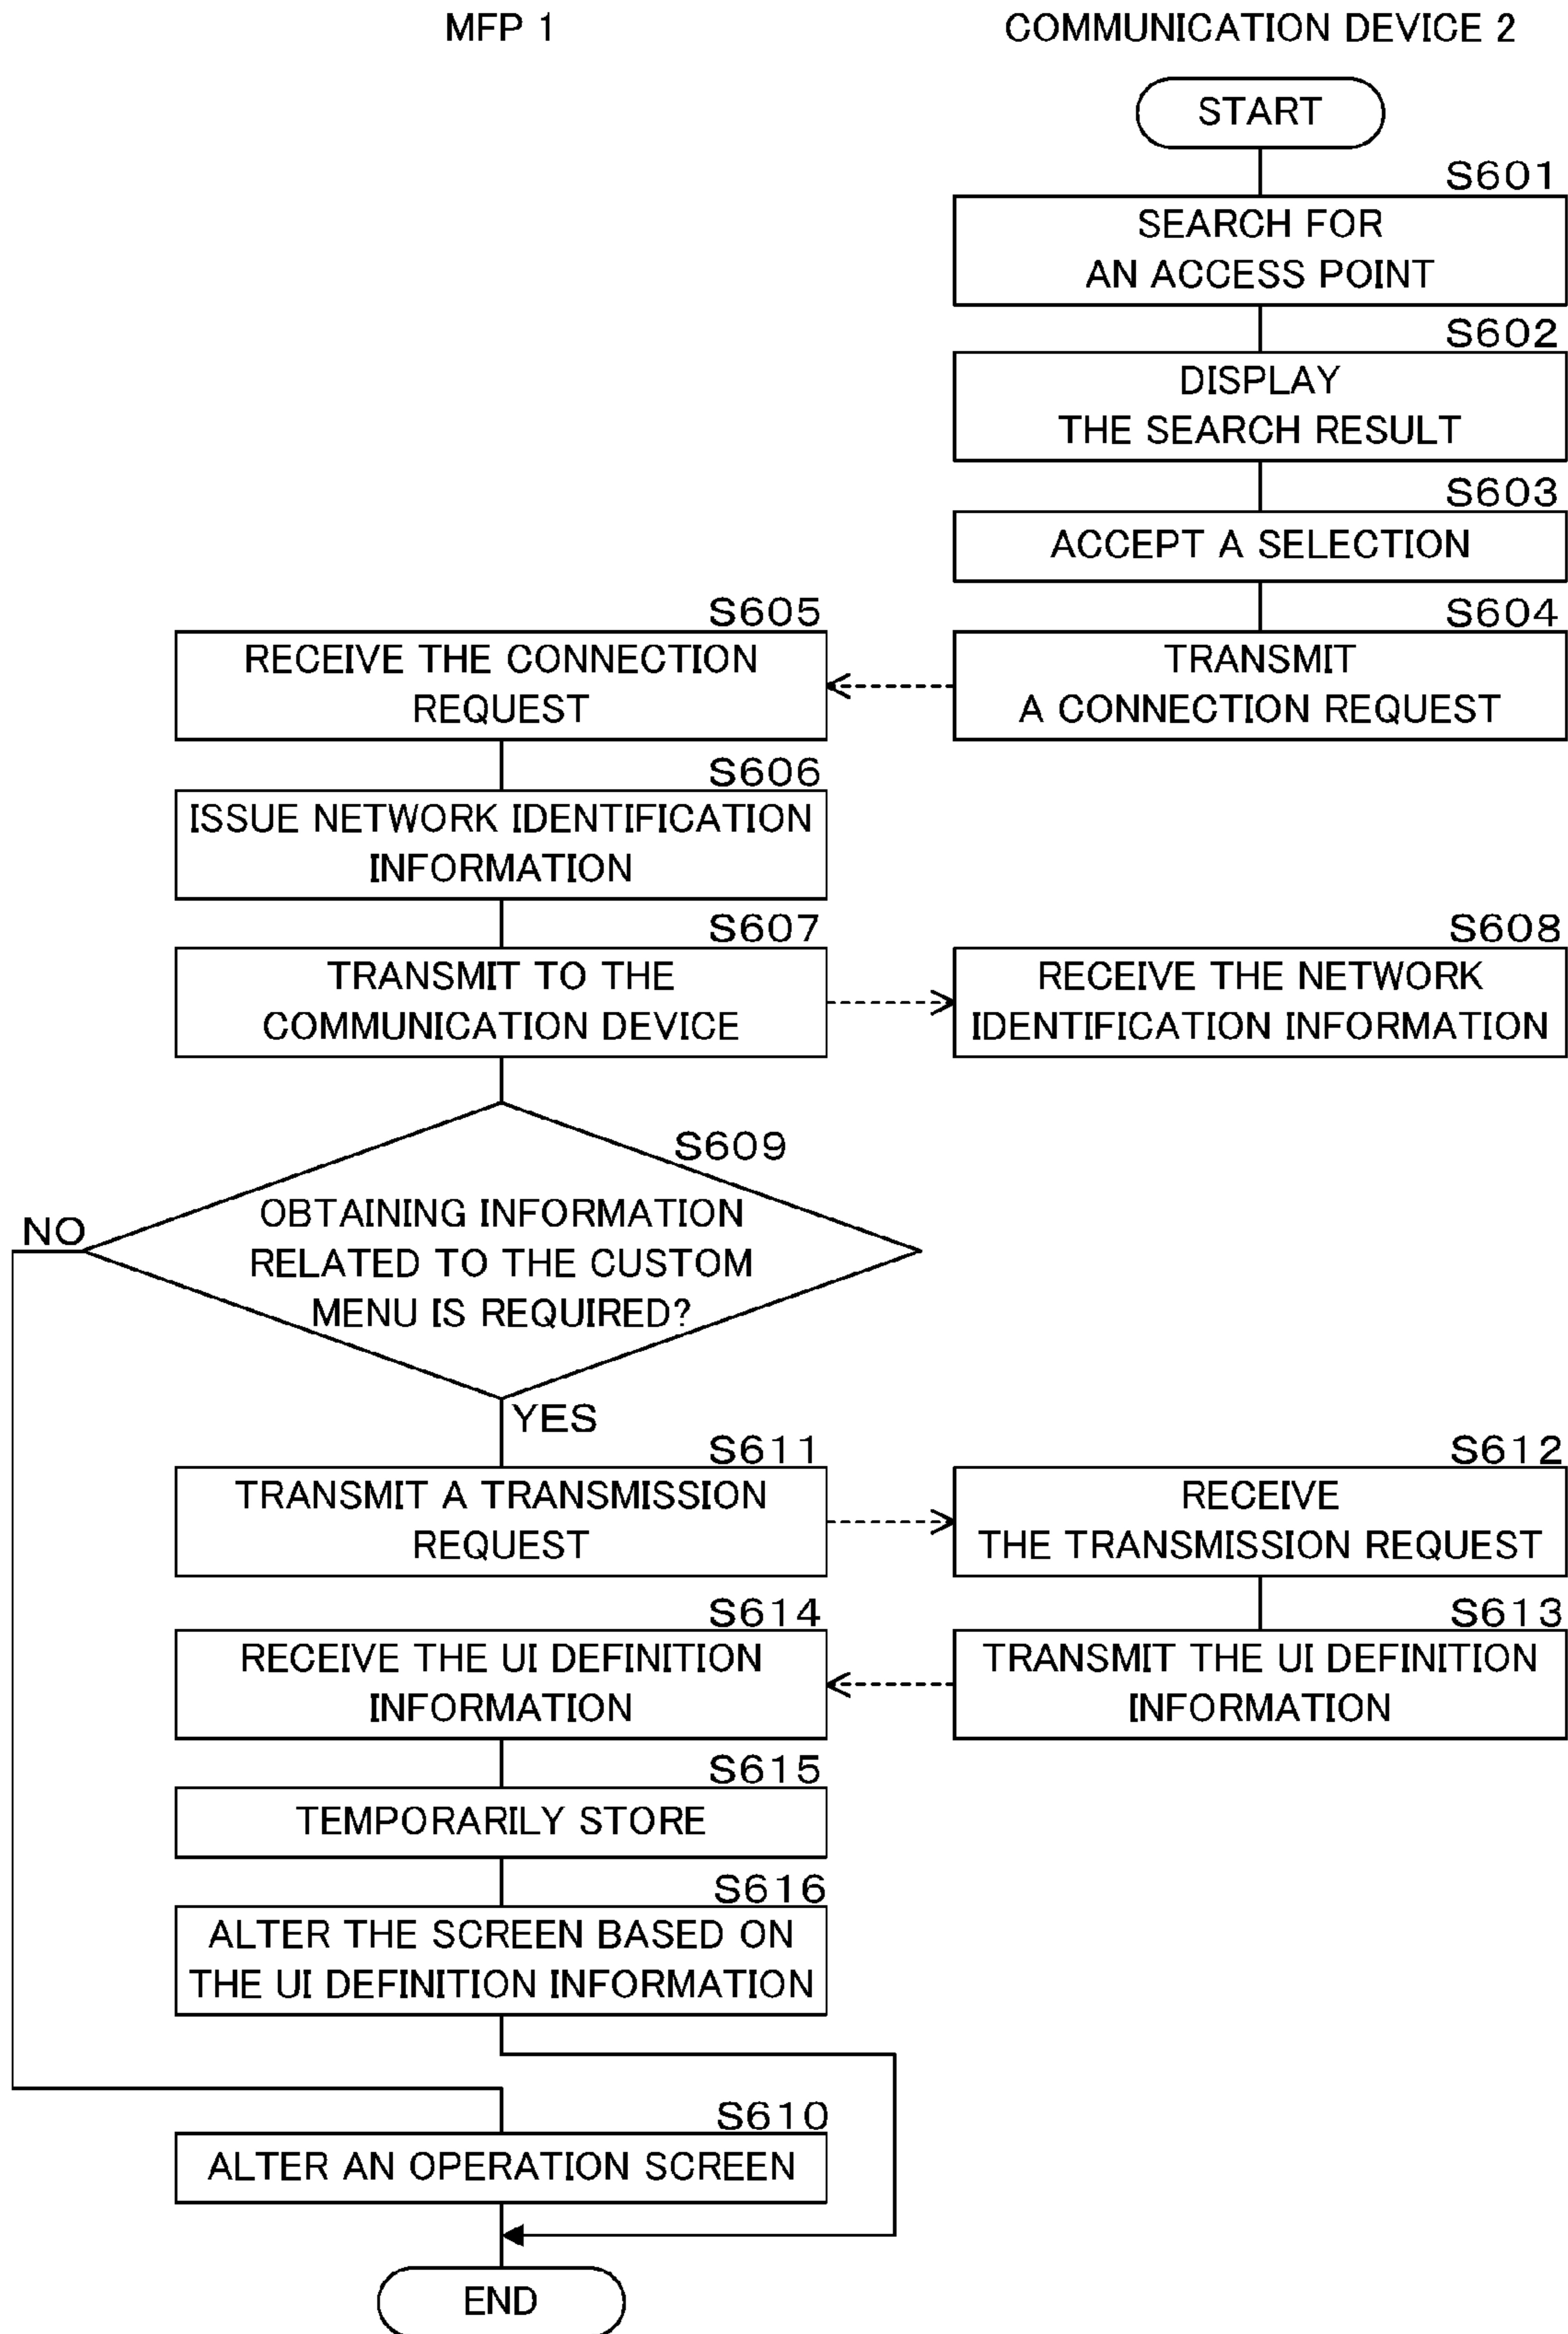 MFP 1
COMMUNICATION DEVICE 2
START
S601
SEARCH FOR
AN ACCESS POINT
S602
DISPLAY
THE SEARCH RESULT
S603
ACCEPT A SELECTION
S604
TRANSMIT
A CONNECTION REQUEST
S605
RECEIVE THE CONNECTION
REQUEST
S606
ISSUE NETWORK IDENTIFICATION
INFORMATION
S607
TRANSMIT TO THE
COMMUNICATION DEVICE
S608
RECEIVE THE NETWORK
IDENTIFICATION INFORMATION
S609
OBTAINING INFORMATION
RELATED TO THE CUSTOM
MENU IS REQUIRED?
NO
YES
S611
TRANSMIT A TRANSMISSION
REQUEST
S612
RECEIVE
THE TRANSMISSION REQUEST
S613
TRANSMIT THE UI DEFINITION
INFORMATION
S614
RECEIVE THE UI DEFINITION
INFORMATION
S615
TEMPORARILY STORE
S616
ALTER THE SCREEN BASED ON
THE UI DEFINITION INFORMATION
S610
ALTER AN OPERATION SCREEN
END